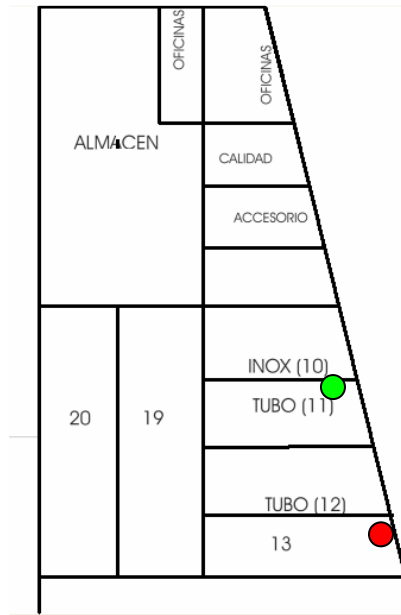 OFICINAS
OFICINAS
ALMACEN
CALIDAD
ACCESORIO
INOX (10)
TUBO (11)
20
19
TUBO (12)
13